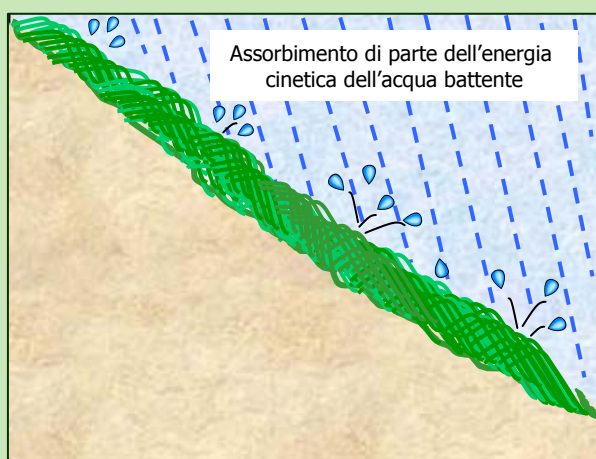 Assorbimento di parte dell’energia
cinetica dell’acqua battente